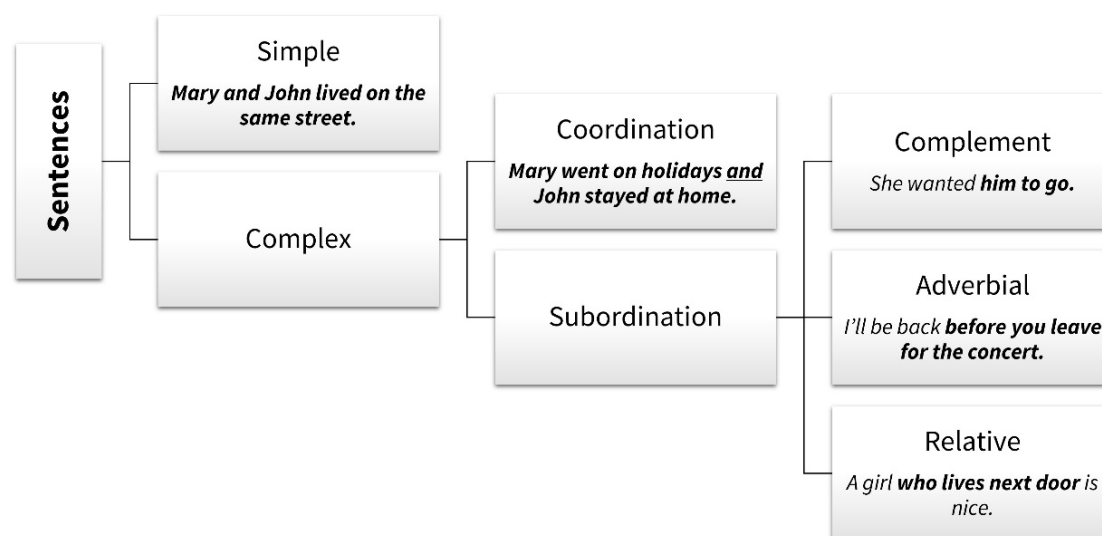 Sentences
Simple
Mary and John lived on the
same street.
Complex
Coordination
Mary went on holidays and
John stayed at home.
Subordination
Complement
She wanted him to go.
Adverbial
I'll be back before you leave
for the concert.
Relative
A girl who lives next door is
nice.